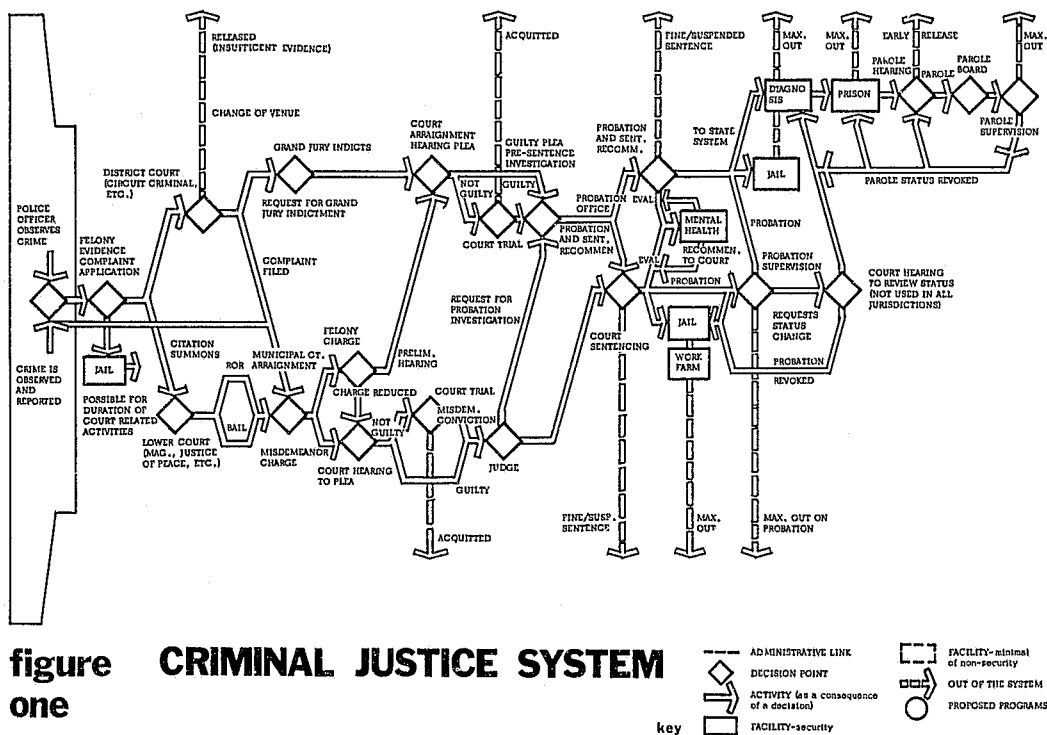 RELEASED
(INSUFFICIENT EVIDENCE)
ACQUITTED
FINE/SUSPENDED
SENTENCE
MAX.
OUT
MAX.
OUT
EARLY
RELEASE
MAX.
OUT
PAROLE
HEARING
PAROLE
PAROLE
BOARD
DIAGNO
SIS
PRISON
CHANGE OF VENUE
COURT
ARRAIGNMENT
HEARING PLEA
GUILTY PLEA
PRE-SENTENCE
INVESTIGATION
PROBATION
AND SENT.
RECOMM.
TO STATE
SYSTEM
PAROLE
SUPERVISION
GRAND JURY INDICTS
DISTRICT COURT
(CIRCUIT CRIMINAL,
ETC.)
REQUEST FOR GRAND
JURY INDICTMENT
NOT
GUILTY
GUILTY
JAIL
PAROLE STATUS REVOKED
POLICE
OFFICER
OBSERVES
CRIME
PROBATION
OFFICE
EVAL
COURT TRIAL
PROBATION
AND SENT.
RECOMMEN
MENTAL
HEALTH
PROBATION
FELONY
EVIDENCE
COMPLAINT
APPLICATION
COMPLAINT
FILED
RECOMMEN.
TO COURT
EVAL
PROBATION
PROBATION
SUPERVISION
COURT HEARING
TO REVIEW STATUS
(NOT USED IN ALL
JURISDICTIONS)
REQUEST FOR
PROBATION
INVESTIGATION
CITATION
SUMMONS
FELONY
CHARGE
COURT
SENTENCING
JAIL
REQUESTS
STATUS
CHANGE
CRIME IS
OBSERVED
AND
REPORTED
JAIL
ROR
MUNICIPAL CT.
ARRAIGNMENT
PRELIM.
HEARING
WORK
FARM
PROBATION
REVOKED
POSSIBLE FOR
DURATION OF
COURT RELATED
ACTIVITIES
CHARGE REDUCED
COURT TRIAL
MISDEM.
CONVICTION
BAIL
NOT
GUILTY
LOWER COURT
(MAG., JUSTICE
OF PEACE, ETC.)
MISDEMEANOR
CHARGE
COURT HEARING
TO PLEA
JUDGE
GUILTY
ACQUITTED
FINE/SUSP.
SENTENCE
MAX.
OUT
MAX. OUT ON
PROBATION
figure
one
CRIMINAL JUSTICE SYSTEM
key
ADMINISTRATIVE LINK
DECISION POINT
ACTIVITY (as a consequence
of a decision)
FACILITY-security
FACILITY-minimal
of non-security
OUT OF THE SYSTEM
PROPOSED PROGRAMS